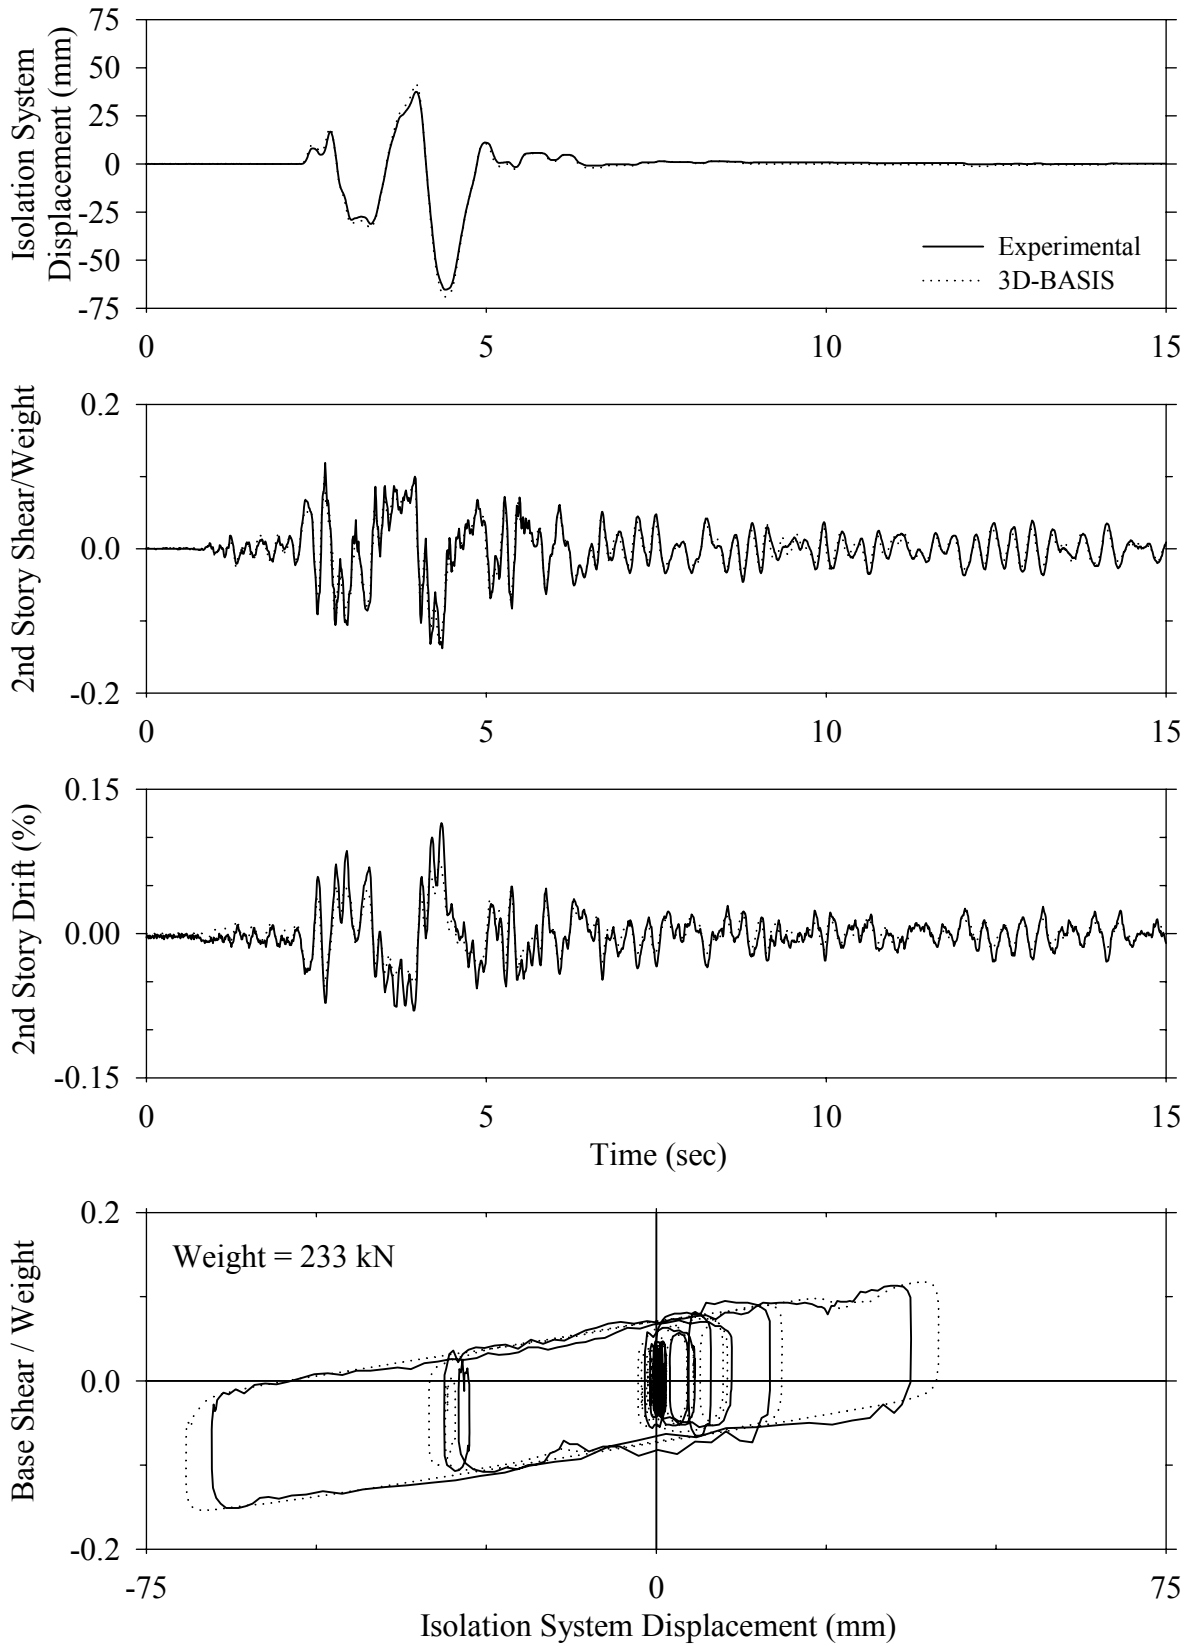 Isolation System
Displacement (mm)
75
50
25
0
-25
-50
-75
Experimental
3D-BASIS
0 5 10 15
2nd Story Shear/Weight
0.2
0.0
-0.2
0 5 10 15
2nd Story Drift (%)
0.15
0.00
-0.15
0 5 10 15
Time (sec)
Base Shear / Weight
0.2
0.0
-0.2
Weight = 233 kN
-75 0 75
Isolation System Displacement (mm)